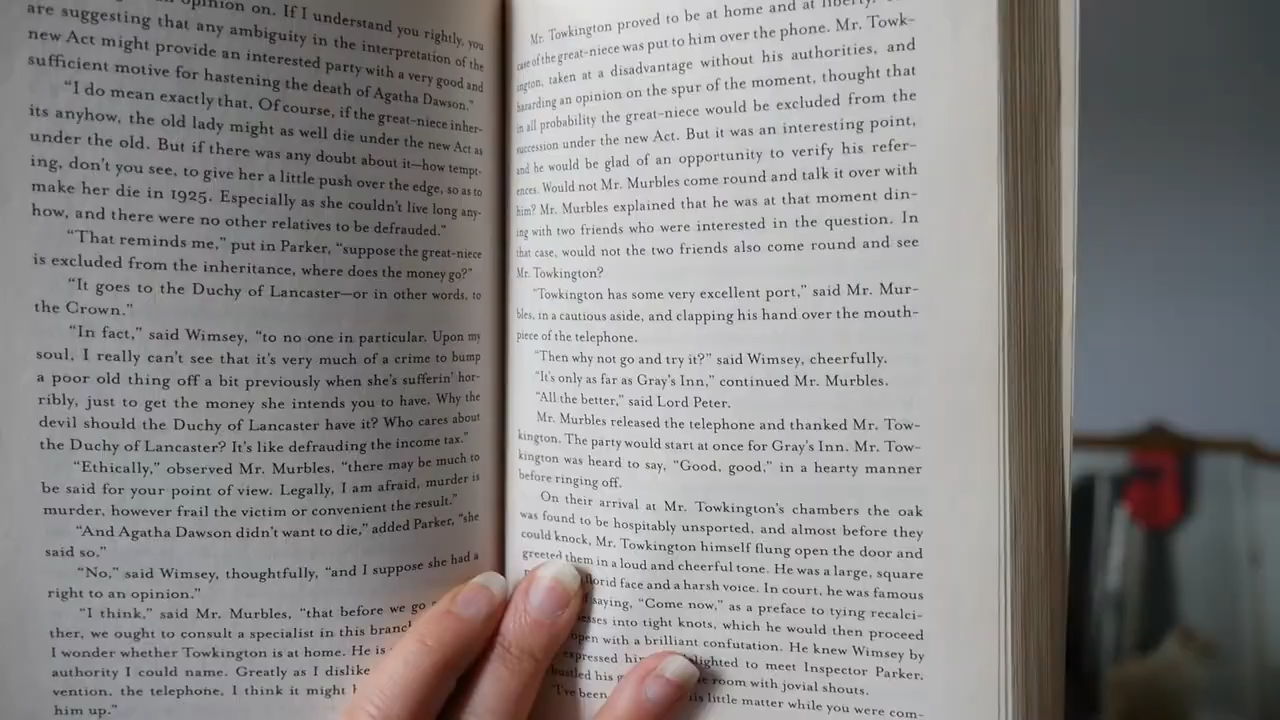 opinion on. If I understand you rightly, you
are suggesting that any ambiguity in the interpretation of the
new Act might provide an interested party with a very good and
sufficient motive for hastening the death of Agatha Dawson.”
“I do mean exactly that. Of course, if the great-niece inher-
its anyhow, the old lady might as well die under the new Act as
under the old. But if there was any doubt about it—how tempt-
ing, don’t you see, to give her a little push over the edge, so as to
make her die in 1925. Especially as she couldn’t live long any-
how, and there were no other relatives to be defrauded.”
“That reminds me,” put in Parker, “suppose the great-niece
is excluded from the inheritance, where does the money go?”
“It goes to the Duchy of Lancaster—or in other words, to
the Crown.”
“In fact,” said Wimsey, “to no one in particular. Upon my
soul, I really can’t see that it’s very much of a crime to bump
a poor old thing off a bit previously when she’s sufferin’ hor-
ribly, just to get the money she intends you to have. Why the
devil should the Duchy of Lancaster have it? Who cares about
the Duchy of Lancaster? It’s like defrauding the income tax.”
“Ethically,” observed Mr. Murbles, “there may be much to
be said for your point of view. Legally, I am afraid, murder is
murder, however frail the victim or convenient the result.”
“And Agatha Dawson didn’t want to die,” added Parker, “she
said so.”
“No,” said Wimsey, thoughtfully, “and I suppose she had a
right to an opinion.”
“I think,” said Mr. Murbles, “that before we go
ther, we ought to consult a specialist in this branc
I wonder whether Towkington is at home. He is
authority I could name. Greatly as I dislike
vention, the telephone, I think it might
him up.”
Mr. Towkington proved to be at home and at liberty.
case of the great-niece was put to him over the phone. Mr. Towk-
ington, taken at a disadvantage without his authorities, and
hazarding an opinion on the spur of the moment, thought that
in all probability the great-niece would be excluded from the
succession under the new Act. But it was an interesting point,
and he would be glad of an opportunity to verify his refer-
ences. Would not Mr. Murbles come round and talk it over with
him? Mr. Murbles explained that he was at that moment din-
ing with two friends who were interested in the question. In
that case, would not the two friends also come round and see
Mr. Towkington?
“Towkington has some very excellent port,” said Mr. Mur-
bles, in a cautious aside, and clapping his hand over the mouth-
piece of the telephone.
“Then why not go and try it?” said Wimsey, cheerfully.
“It’s only as far as Gray’s Inn,” continued Mr. Murbles.
“All the better,” said Lord Peter.
Mr. Murbles released the telephone and thanked Mr. Tow-
kington. The party would start at once for Gray’s Inn. Mr. Tow-
kington was heard to say, “Good, good,” in a hearty manner
before ringing off.
On their arrival at Mr. Towkington’s chambers the oak
was found to be hospitably unsported, and almost before they
could knock, Mr. Towkington himself flung open the door and
greeted them in a loud and cheerful tone. He was a large, square
florid face and a harsh voice. In court, he was famous
saying, “Come now,” as a preface to tying recalci-
esses into tight knots, which he would then proceed
open with a brilliant confutation. He knew Wimsey by
expressed lighted to meet Inspector Parker,
bustled his room with jovial shouts.
“I’ve been his little matter while you were com-